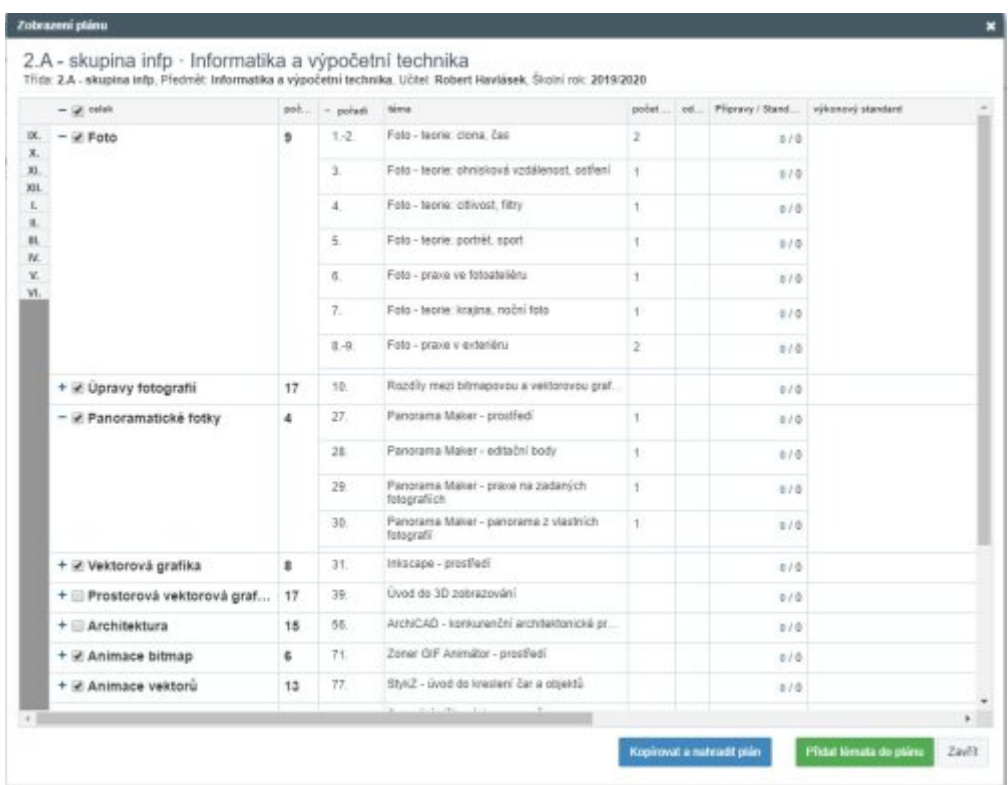 Zobrazení plánu
2.A - skupina infp · Informatika a výpočetní technika
Třída: 2.A - skupina infp, Předmět: Informatika a výpočetní technika, Učitel: Robert Havlásek, Školní rok: 2019/2020
celek poč... pořadí téma počet ... od... Přípravy / Stand... výkonový standard
IX. Foto 9 1.-2. Foto - teorie: clona, čas 2 0 / 0
X.
XI. 3. Foto - teorie: ohnisková vzdálenost, ostření 1 0 / 0
XII.
I. 4. Foto - teorie: citlivost, filtry 1 0 / 0
II.
III. 5. Foto - teorie: portrét, sport 1 0 / 0
IV.
V. 6. Foto - praxe ve fotoateliéru 1 0 / 0
VI.
7. Foto - teorie: krajina, noční foto 1 0 / 0
8.-9. Foto - praxe v exteriéru 2 0 / 0
+ Úpravy fotografií 17 10. Rozdíly mezi bitmapovou a vektorovou graf... 0 / 0
Panoramatické fotky 4 27. Panorama Maker - prostředí 1 0 / 0
28. Panorama Maker - editační body 1 0 / 0
29. Panorama Maker - praxe na zadaných fotografiích 1 0 / 0
30. Panorama Maker - panorama z vlastních fotografií 1 0 / 0
+ Vektorová grafika 8 31. Inkscape - prostředí 0 / 0
+ Prostorová vektorová graf... 17 39. Úvod do 3D zobrazování 0 / 0
+ Architektura 15 56. ArchiCAD - konkurenční architektonické pr... 0 / 0
+ Animace bitmap 6 71. Zoner GIF Animátor - prostředí 0 / 0
+ Animace vektorů 13 77. StykZ - úvod do kreslení čar a objektů 0 / 0
Kopírovat a nahradit plán Přidat témata do plánu Zavřít